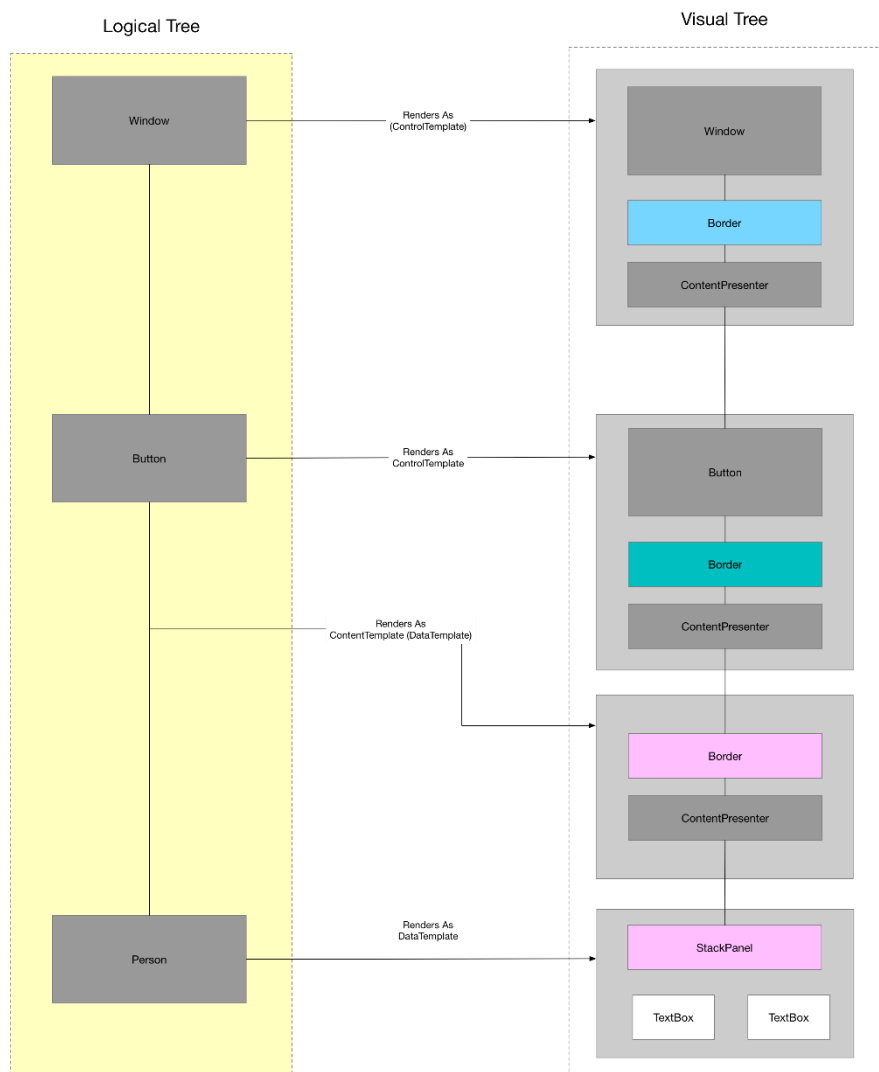 Logical Tree
Visual Tree
Window
Renders As
(ControlTemplate)
Window
Border
ContentPresenter
Button
Renders As
ControlTemplate
Button
Border
ContentPresenter
Renders As
ContentTemplate (DataTemplate)
Border
ContentPresenter
Person
Renders As
DataTemplate
StackPanel
TextBox
TextBox